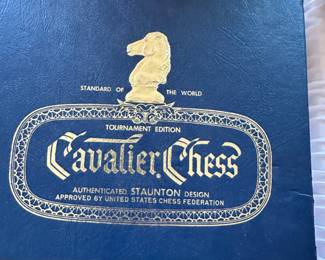 STANDARD OF THE WORLD
TOURNAMENT EDITION
Cavalier Chess
AUTHENTICATED STAUNTON DESIGN
APPROVED BY UNITED STATES CHESS FEDERATION